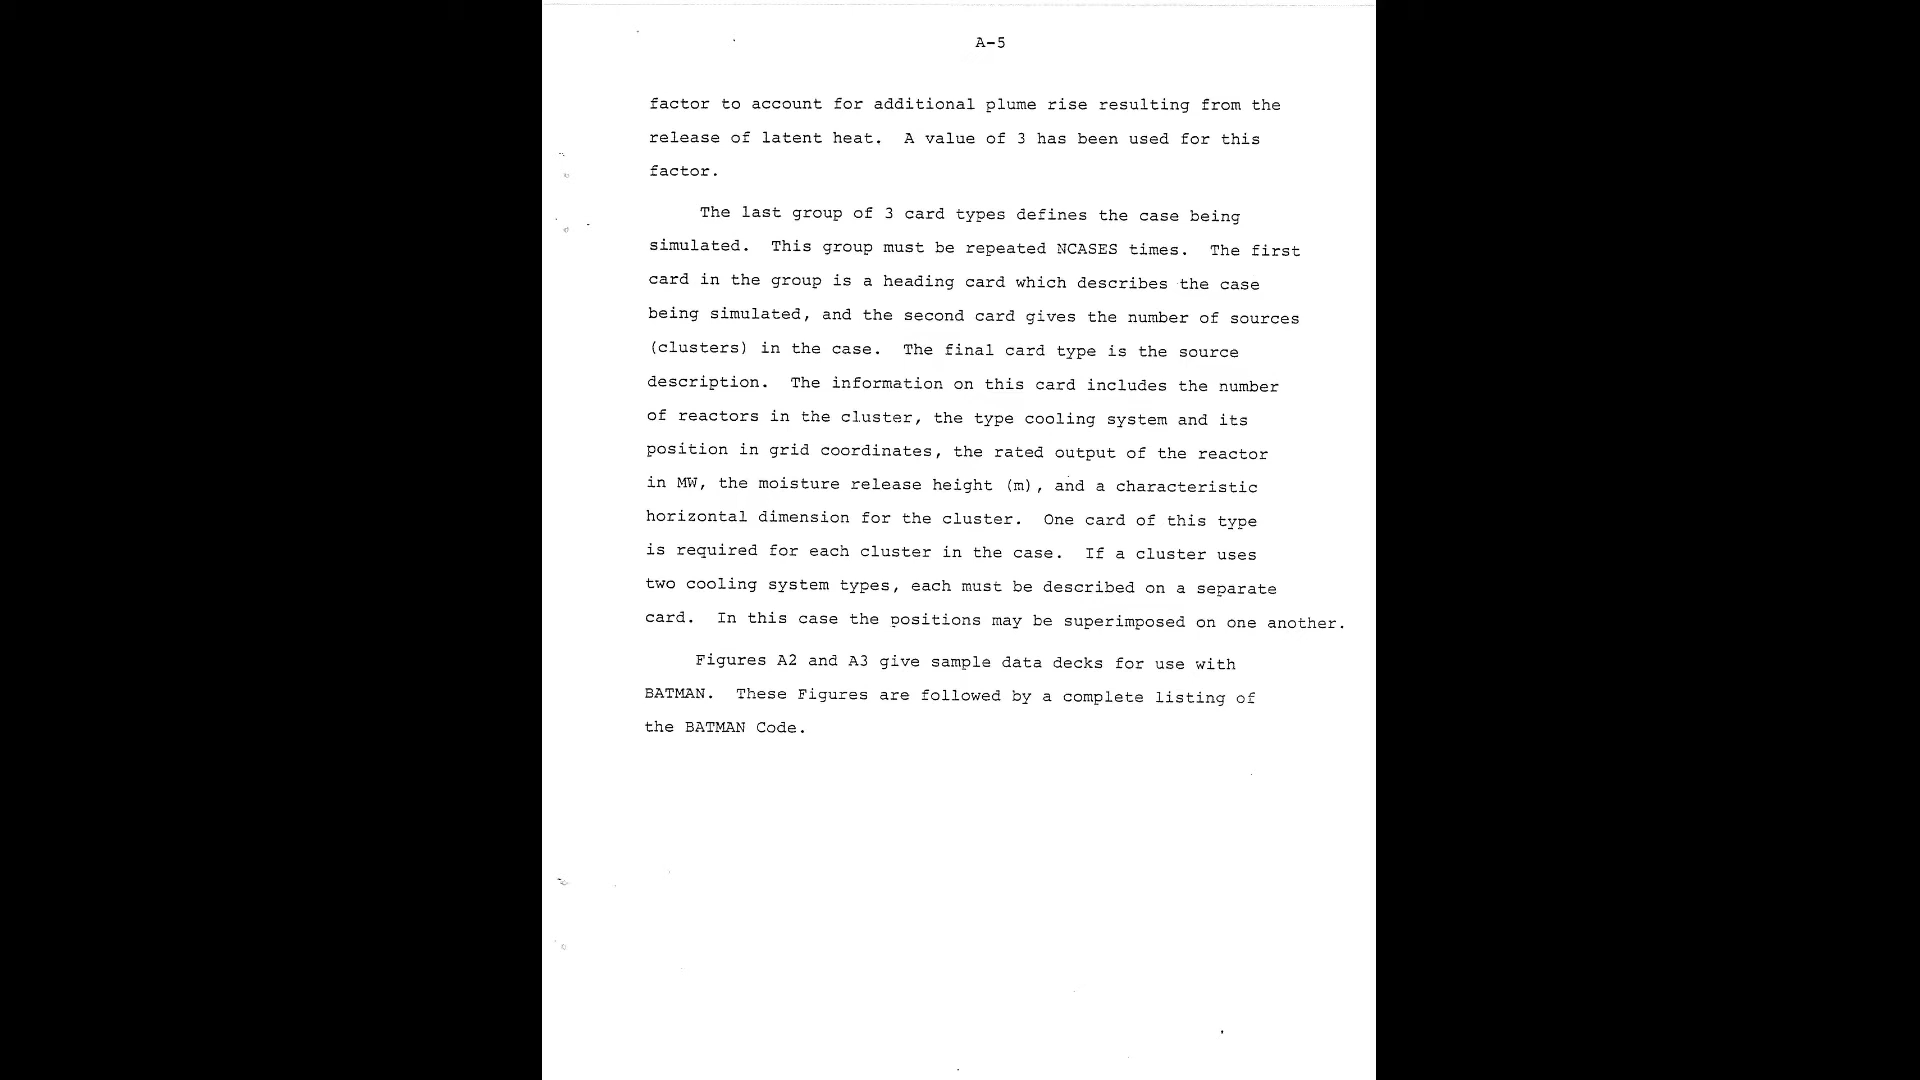 A-5
factor to account for additional plume rise resulting from the
release of latent heat. A value of 3 has been used for this
factor.
The last group of 3 card types defines the case being
simulated. This group must be repeated NCASES times. The first
card in the group is a heading card which describes the case
being simulated, and the second card gives the number of sources
(clusters) in the case. The final card type is the source
description. The information on this card includes the number
of reactors in the cluster, the type cooling system and its
position in grid coordinates, the rated output of the reactor
in MW, the moisture release height (m), and a characteristic
horizontal dimension for the cluster. One card of this type
is required for each cluster in the case. If a cluster uses
two cooling system types, each must be described on a separate
card. In this case the positions may be superimposed on one another.
Figures A2 and A3 give sample data decks for use with
BATMAN. These Figures are followed by a complete listing of
the BATMAN Code.